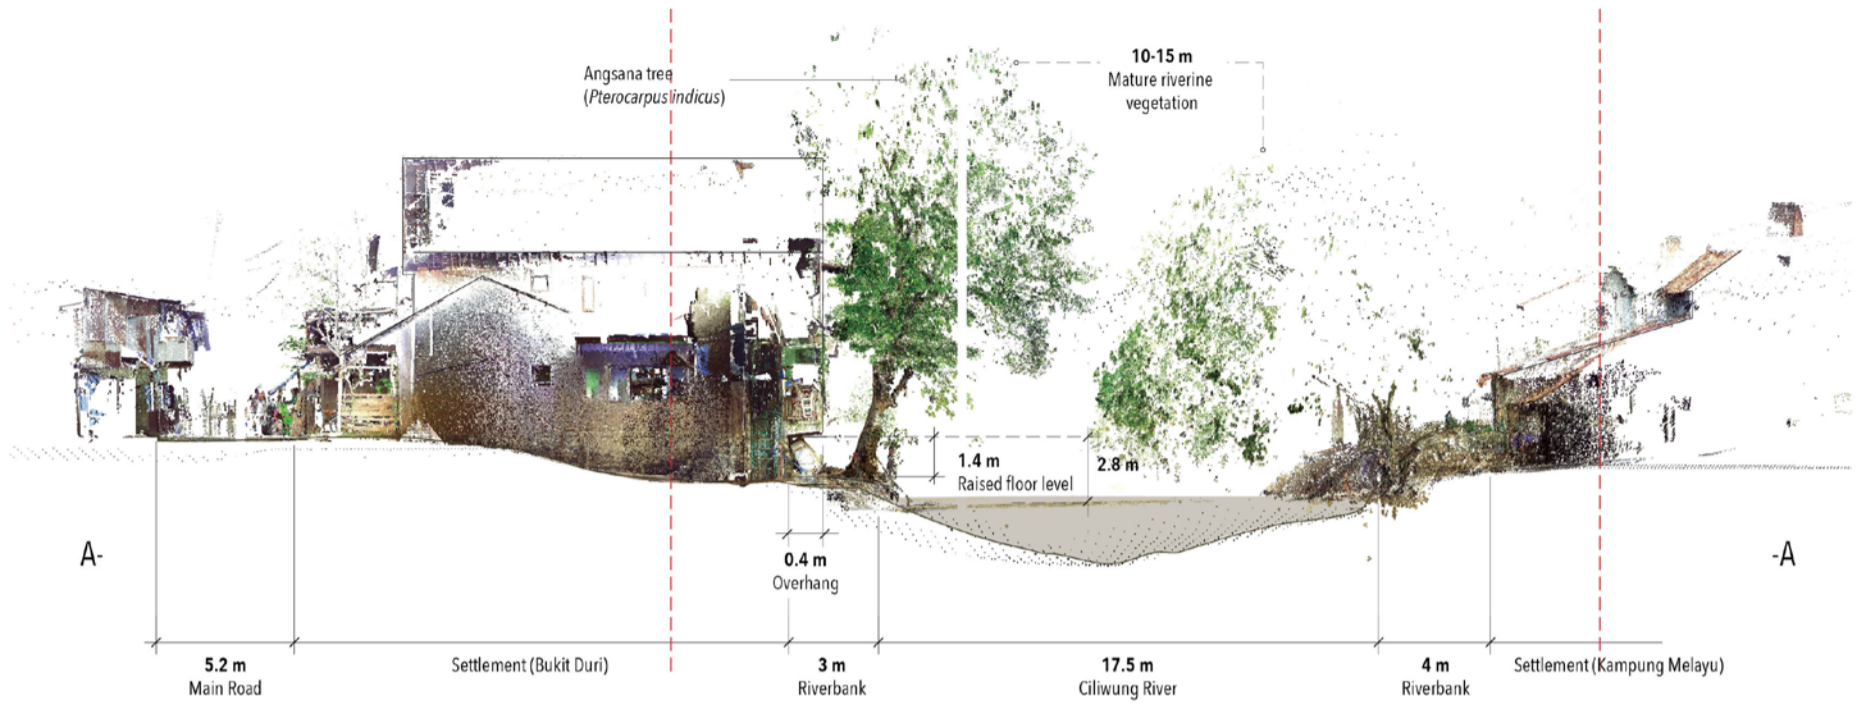 Angsana tree
(Pterocarpus indicus)
10-15 m
Mature riverine
vegetation
1.4 m
Raised floor level
2.8 m
A-
-A
0.4 m
Overhang
5.2 m
Main Road
Settlement (Bukit Duri)
3 m
Riverbank
17.5 m
Ciliwung River
4 m
Riverbank
Settlement (Kampung Melayu)